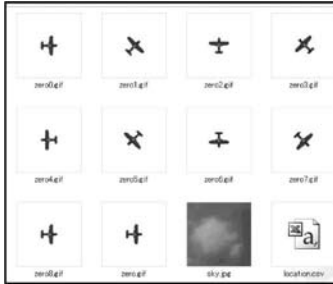 zero0.gif zero1.gif zero2.gif zero3.gif
zero4.gif zero5.gif zero6.gif zero7.gif
zero8.gif zero.gif sky.jpg location.csv